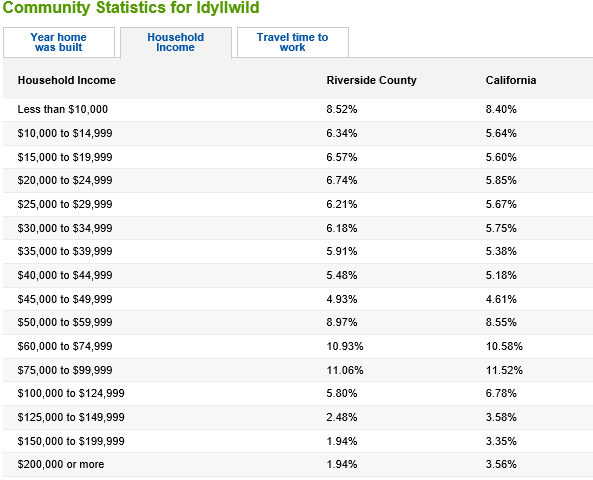 Community Statistics for Idyllwild
Year home was built
Household Income
Travel time to work
Household Income Riverside County California
Less than $10,000 8.52% 8.40%
$10,000 to $14,999 6.34% 5.64%
$15,000 to $19,999 6.57% 5.60%
$20,000 to $24,999 6.74% 5.85%
$25,000 to $29,999 6.21% 5.67%
$30,000 to $34,999 6.18% 5.75%
$35,000 to $39,999 5.91% 5.38%
$40,000 to $44,999 5.48% 5.18%
$45,000 to $49,999 4.93% 4.61%
$50,000 to $59,999 8.97% 8.55%
$60,000 to $74,999 10.93% 10.58%
$75,000 to $99,999 11.06% 11.52%
$100,000 to $124,999 5.80% 6.78%
$125,000 to $149,999 2.48% 3.58%
$150,000 to $199,999 1.94% 3.35%
$200,000 or more 1.94% 3.56%